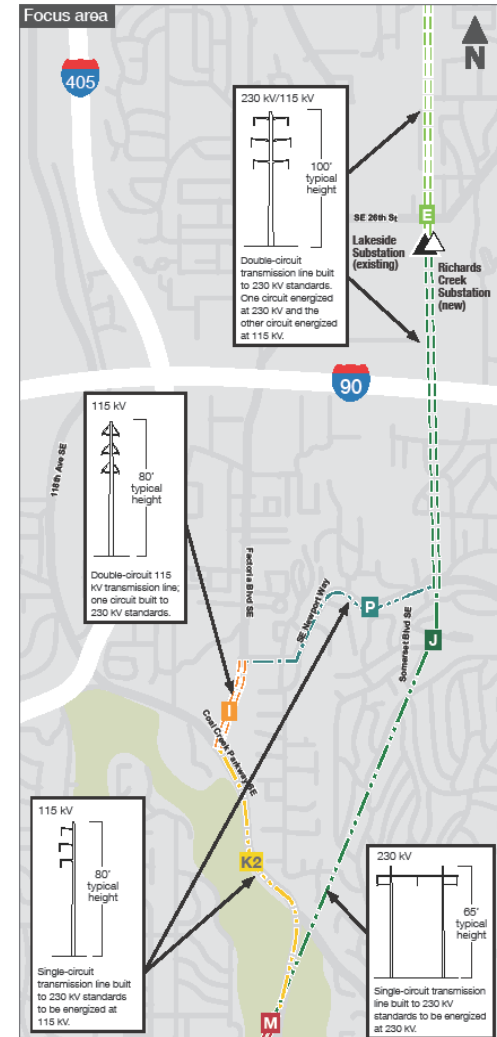 Focus area
N
405
230 kV/115 kV
100'
typical
height
Double-circuit
transmission line built
to 230 kV standards.
One circuit energized
at 230 kV and the
other circuit energized
at 115 kV.
SE 26th St
E
Lakeside
Substation
(existing)
Richards
Creek
Substation
(new)
90
118th Ave SE
115 kV
80'
typical
height
Double-circuit 115
kV transmission line;
one circuit built to
230 kV standards.
Factoria Blvd SE
SE Newport Way
P
Somerset Blvd SE
J
I
Coal Creek Parkway SE
K2
115 kV
80'
typical
height
Single-circuit
transmission line built
to 230 kV standards
to be energized at
115 kV.
230 kV
65'
typical
height
Single-circuit transmission
line built to 230 kV
standards to be energized
at 230 kV.
M